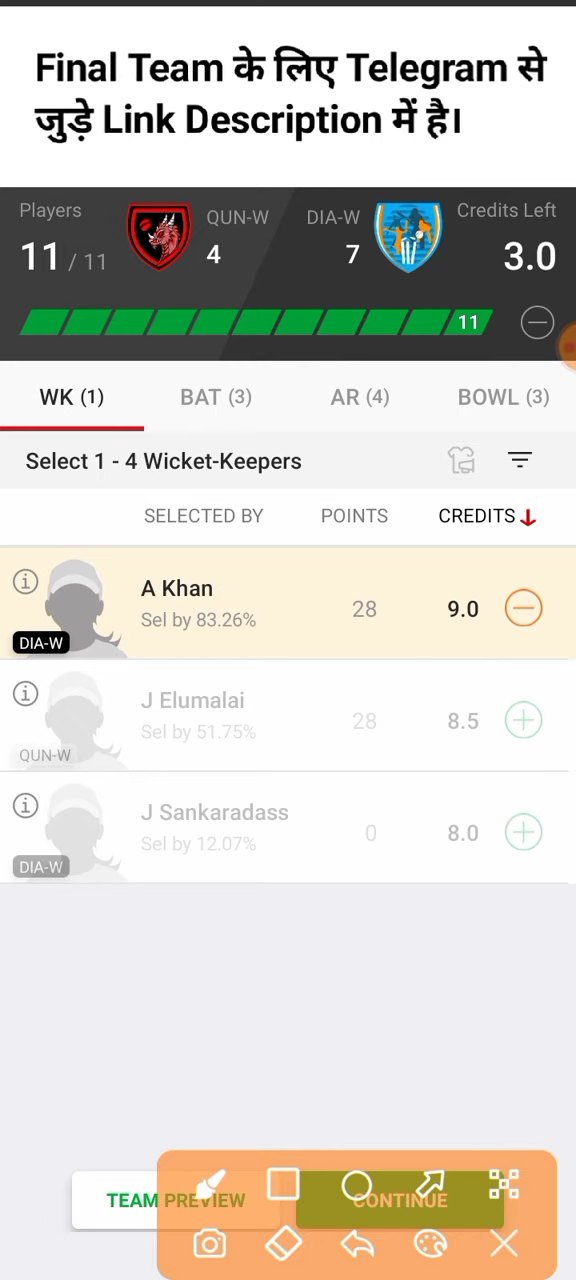 Final Team के लिए Telegram से
जुड़े Link Description में है।
Players QUN-W DIA-W Credits Left
11 / 11 4 7 3.0
11
WK (1) BAT (3) AR (4) BOWL (3)
Select 1 - 4 Wicket-Keepers
SELECTED BY POINTS CREDITS
A Khan
Sel by 83.26% 28 9.0
DIA-W
J Elumalai
Sel by 51.75% 28 8.5
QUN-W
J Sankaradass
Sel by 12.07% 0 8.0
DIA-W
TEAM PREVIEW CONTINUE